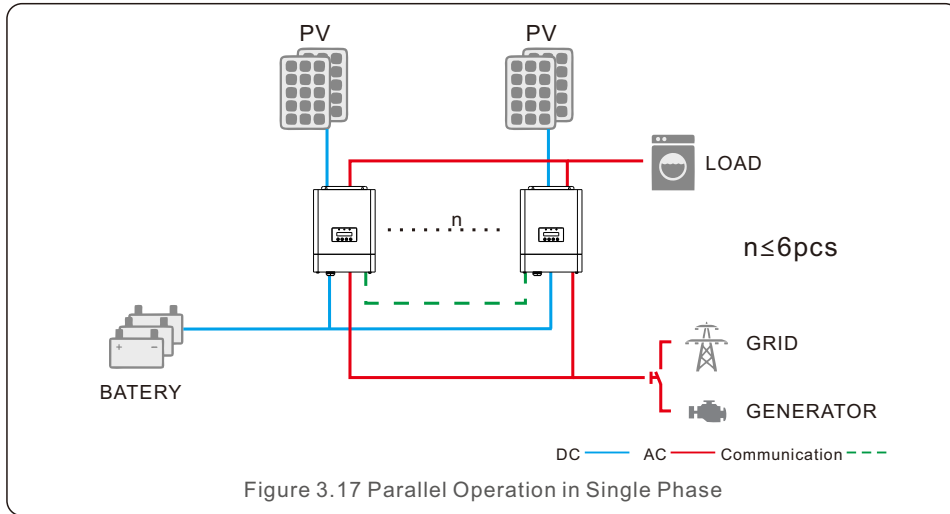 PV PV
LOAD
n
n≤6pcs
+ −
BATERY
GRID
GENERATOR
DC AC Communication
Figure 3.17 Parallel Operation in Single Phase